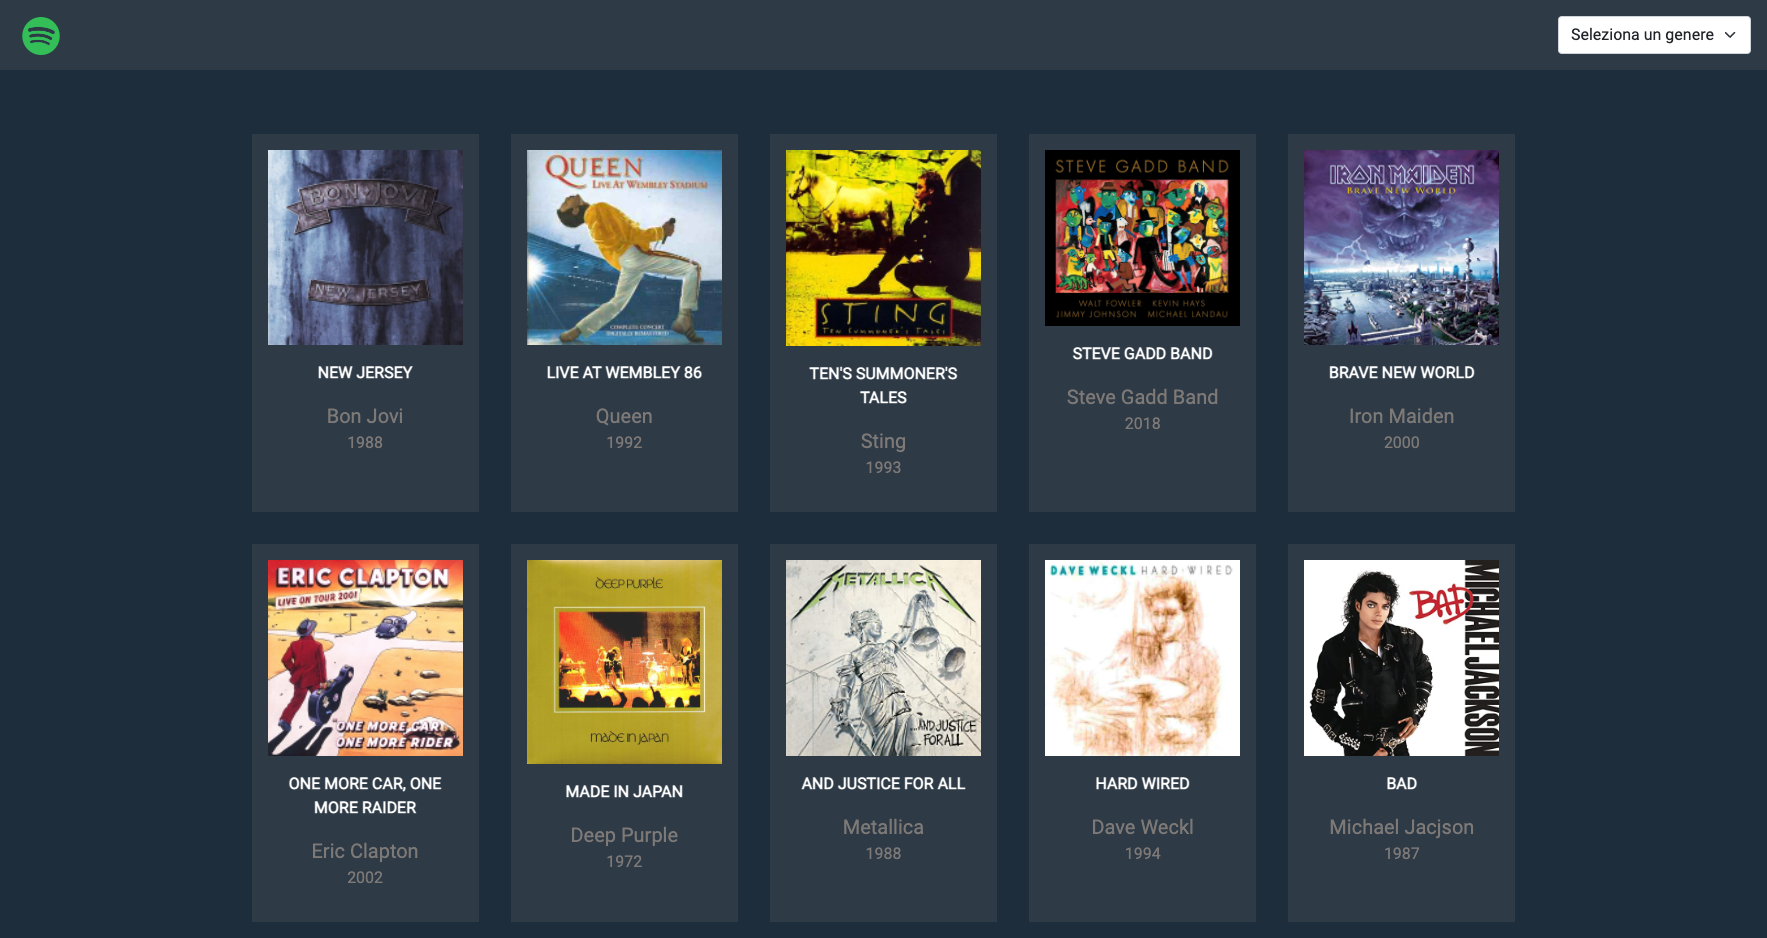 Seleziona un genere
BON JOVI
NEW JERSEY
NEW JERSEY
Bon Jovi
1988
QUEEN
LIVE AT WEMBLEY STADIUM
COMPLETE CONCERT
DIGITALLY REMASTERED
LIVE AT WEMBLEY 86
Queen
1992
STING
TEN SUMMONER'S TALES
TEN'S SUMMONER'S
TALES
Sting
1993
STEVE GADD BAND
WALT FOWLER KEVIN HAYS
JIMMY JOHNSON MICHAEL LANDAU
STEVE GADD BAND
Steve Gadd Band
2018
IRON MAIDEN
BRAVE NEW WORLD
BRAVE NEW WORLD
Iron Maiden
2000
ERIC CLAPTON
LIVE ON TOUR 2001
ONE MORE CAR
ONE MORE RIDER
ONE MORE CAR, ONE
MORE RAIDER
Eric Clapton
2002
DEEP PURPLE
MADE IN JAPAN
MADE IN JAPAN
Deep Purple
1972
METALLICA
...AND JUSTICE
FOR ALL
AND JUSTICE FOR ALL
Metallica
1988
DAVE WECKL HARD-WIRED
HARD WIRED
Dave Weckl
1994
BAD
MICHAEL JACKSON
BAD
Michael Jacjson
1987